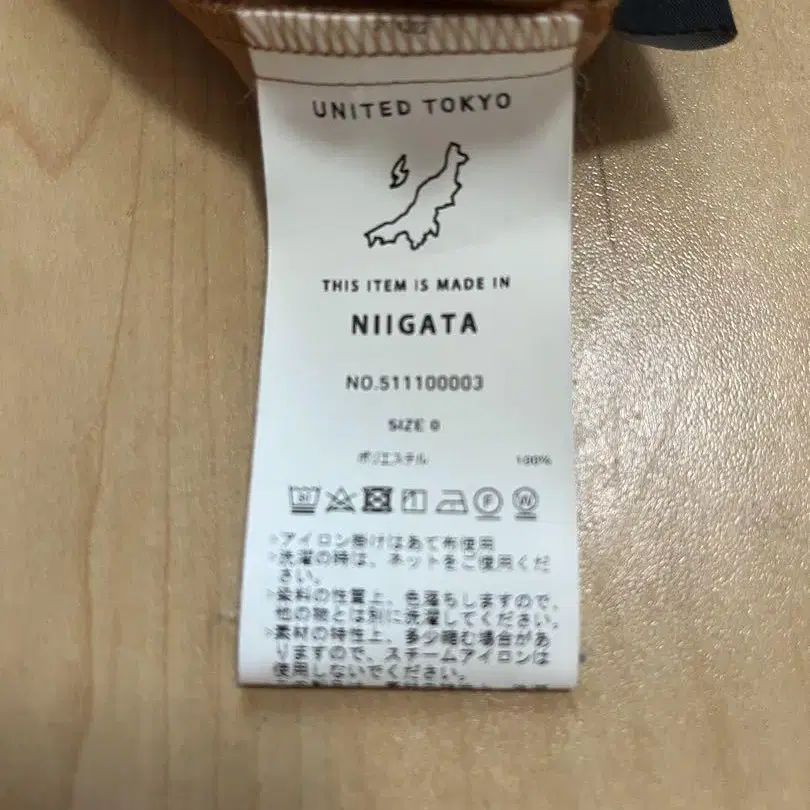 UNITED TOKYO
THIS ITEM IS MADE IN
NIIGATA
NO.511100003
SIZE 0
ポリエステル 100%
アイロン掛けはあて布使用
洗濯の時は、ネットをご使用くだ
さい。
染料の性質上、色落ちしますので、
他の物とは別に洗濯してください。
素材の特性上、多少縮む場合があ
りますので、スチームアイロンは
使用しないでください。